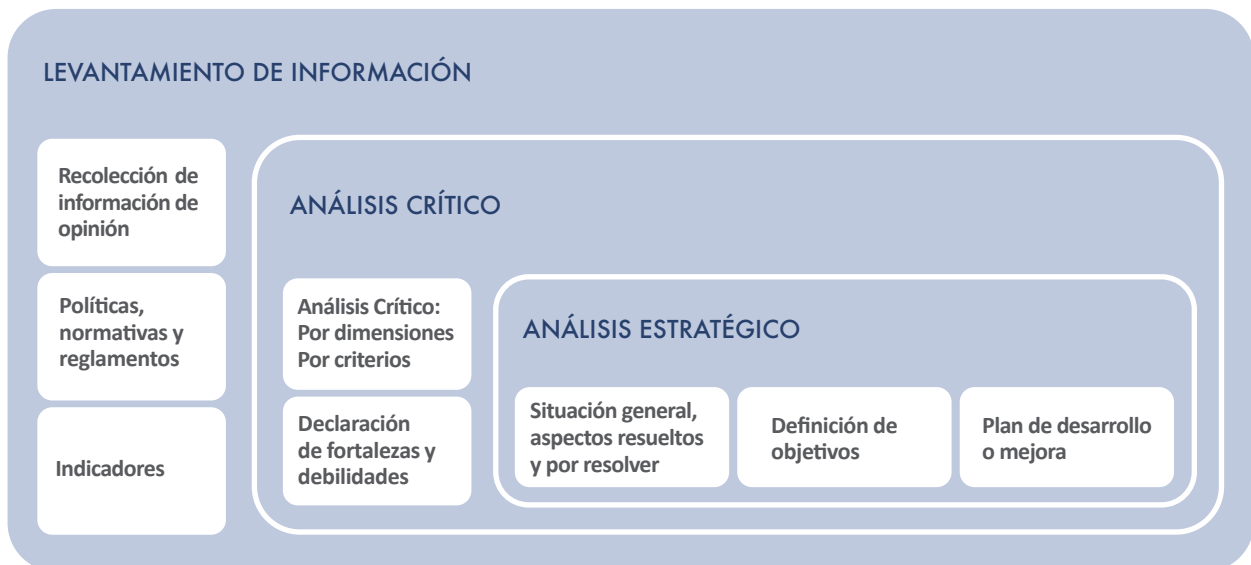 LEVANTAMIENTO DE INFORMACIÓN
Recolección de
información de
opinión
Políticas,
normativas y
reglamentos
Indicadores
ANÁLISIS CRÍTICO
Análisis Crítico:
Por dimensiones
Por criterios
Declaración
de fortalezas y
debilidades
ANÁLISIS ESTRATÉGICO
Situación general,
aspectos resueltos
y por resolver
Definición de
objetivos
Plan de desarrollo
o mejora